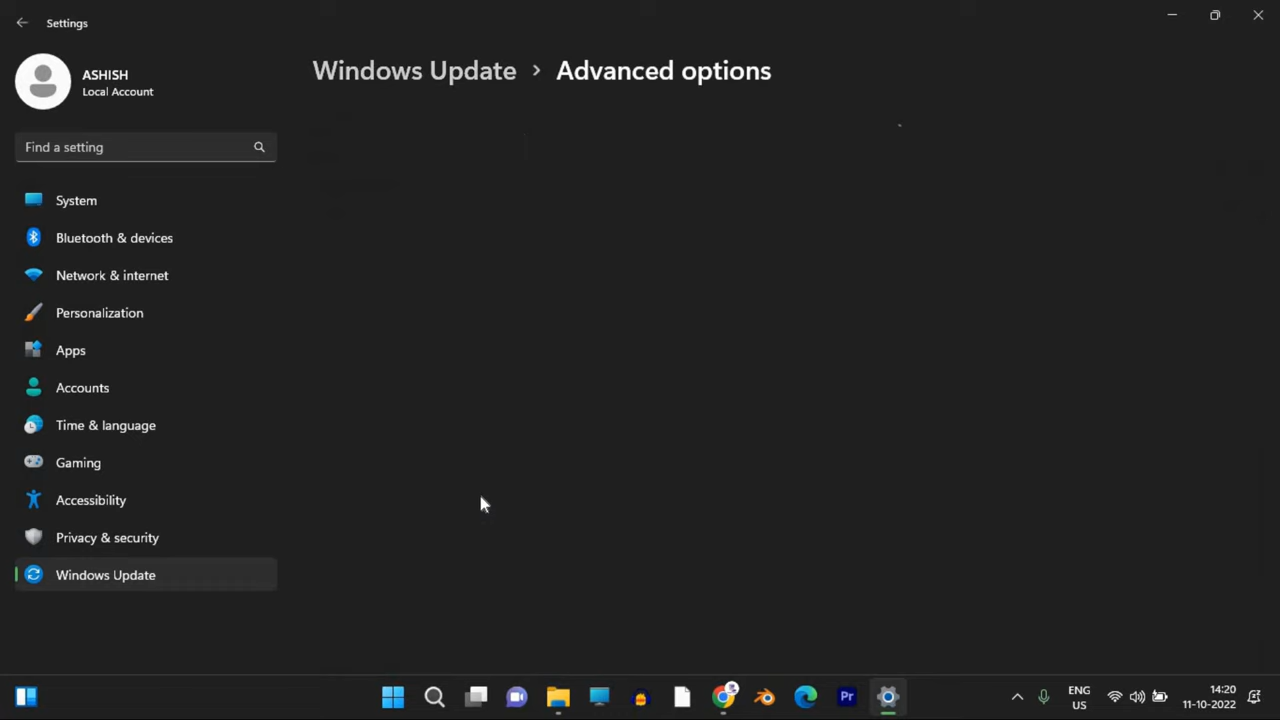 Settings
ASHISH
Local Account
Find a setting
System
Bluetooth & devices
Network & internet
Personalization
Apps
Accounts
Time & language
Gaming
Accessibility
Privacy & security
Windows Update
Windows Update › Advanced options
Pr
ENG
US
14:20
11-10-2022